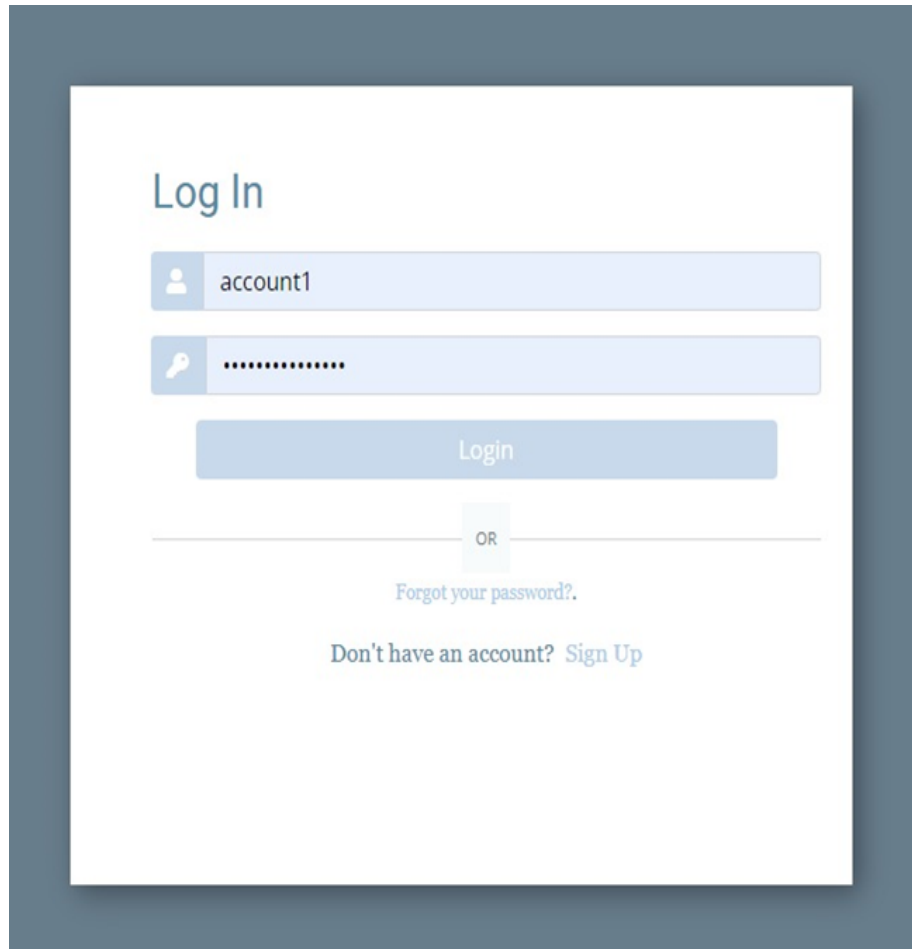 Log In
account1
•••••••••••••••
Login
OR
Forgot your password?.
Don't have an account? Sign Up